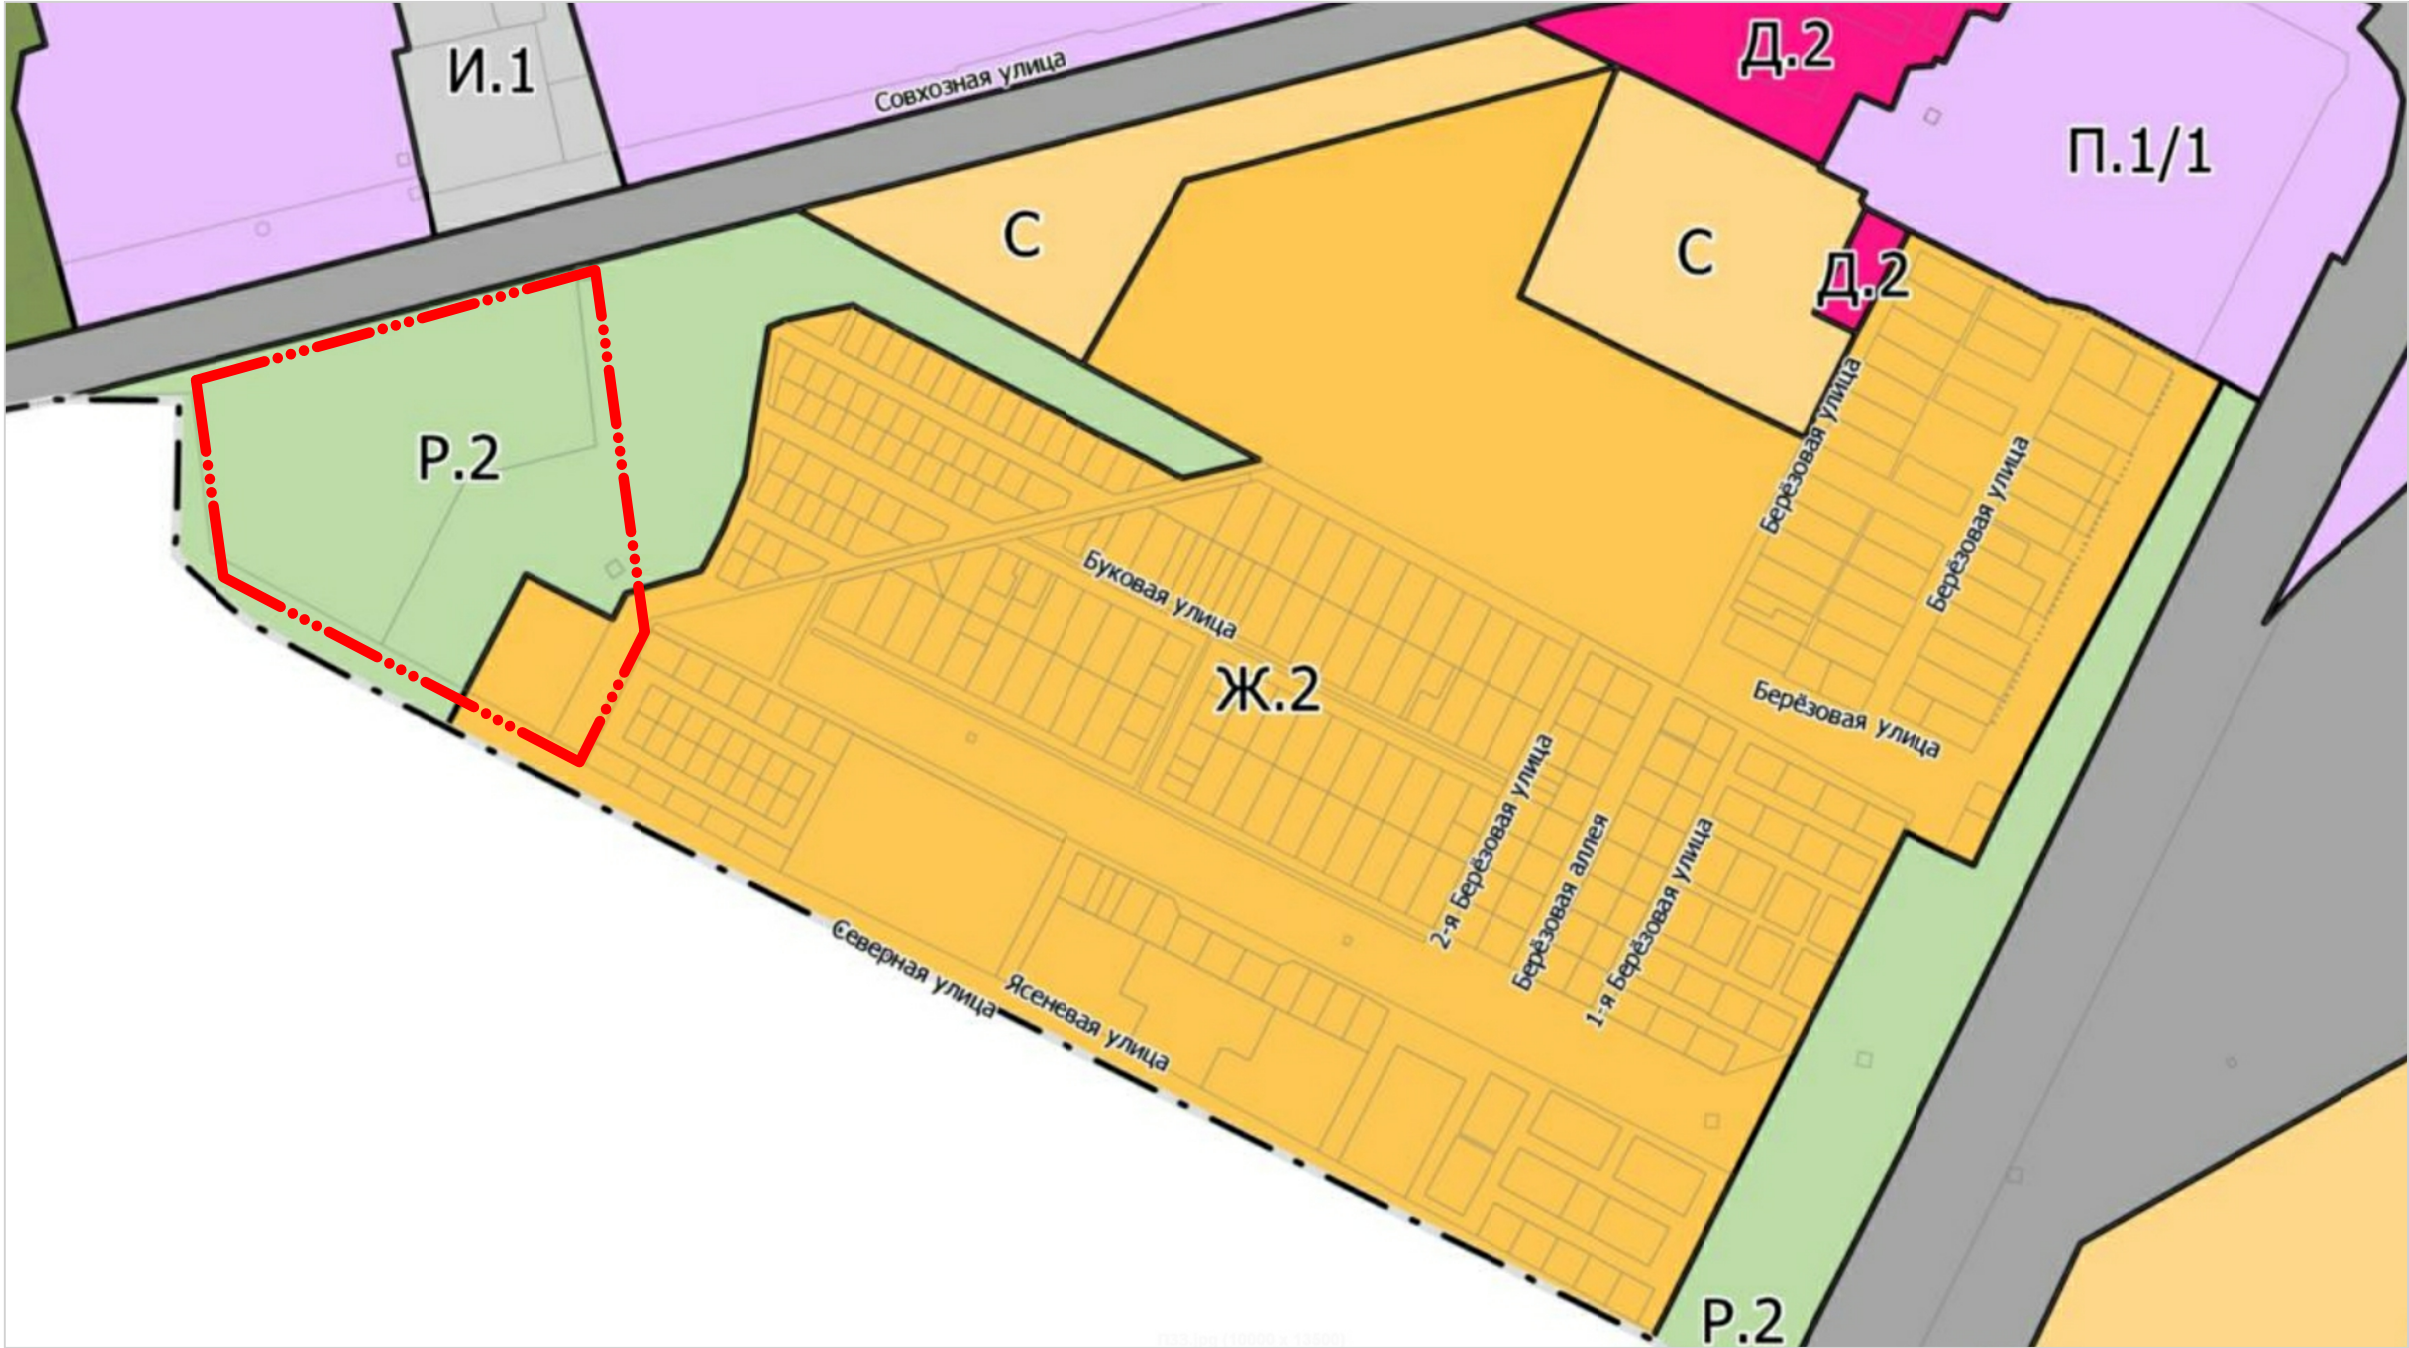 Д.2
И.1
Совхозная улица
П.1/1
С
С
Д.2
Р.2
Берёзовая улица
Берёзовая улица
Буковая улица
Ж.2
Берёзовая улица
2-я Берёзовая улица
Берёзовая аллея
1-я Берёзовая улица
Северная улица
Ясеневая улица
Р.2